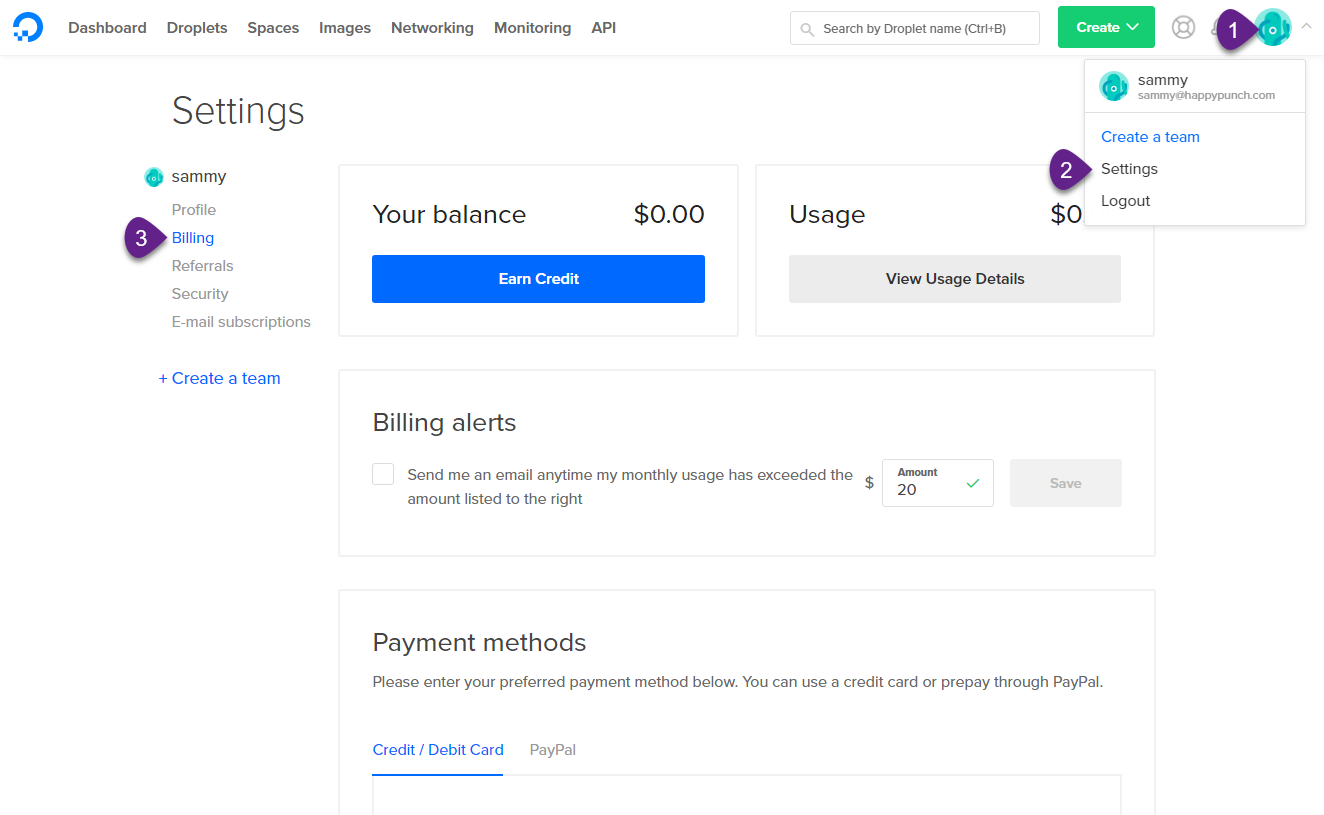 Dashboard Droplets Spaces Images Networking Monitoring API Search by Droplet name (Ctrl+B) Create 1
sammy
sammy@happypunch.com
Create a team
2 Settings
Logout
Settings
sammy
Profile
3 Billing
Referrals
Security
E-mail subscriptions
+ Create a team
Your balance $0.00
Earn Credit
Usage $0
View Usage Details
Billing alerts
Send me an email anytime my monthly usage has exceeded the
amount listed to the right
$ Amount
20
Save
Payment methods
Please enter your preferred payment method below. You can use a credit card or prepay through PayPal.
Credit / Debit Card PayPal